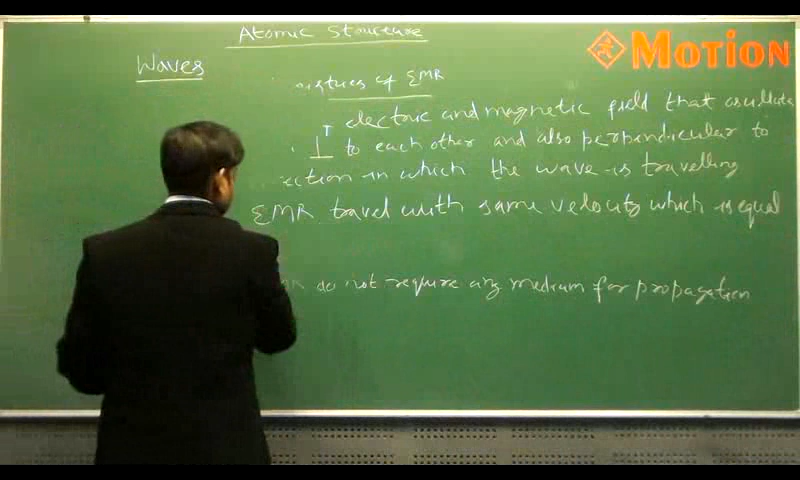 Atomic Structure
MOTION
Waves
of EMR
electric and magnetic field that oscillate
⊥ to each other and also perpendicular to
ection in which the wave is travelling
EMR travel with same velocity which is equal
do not require any medium for propagation